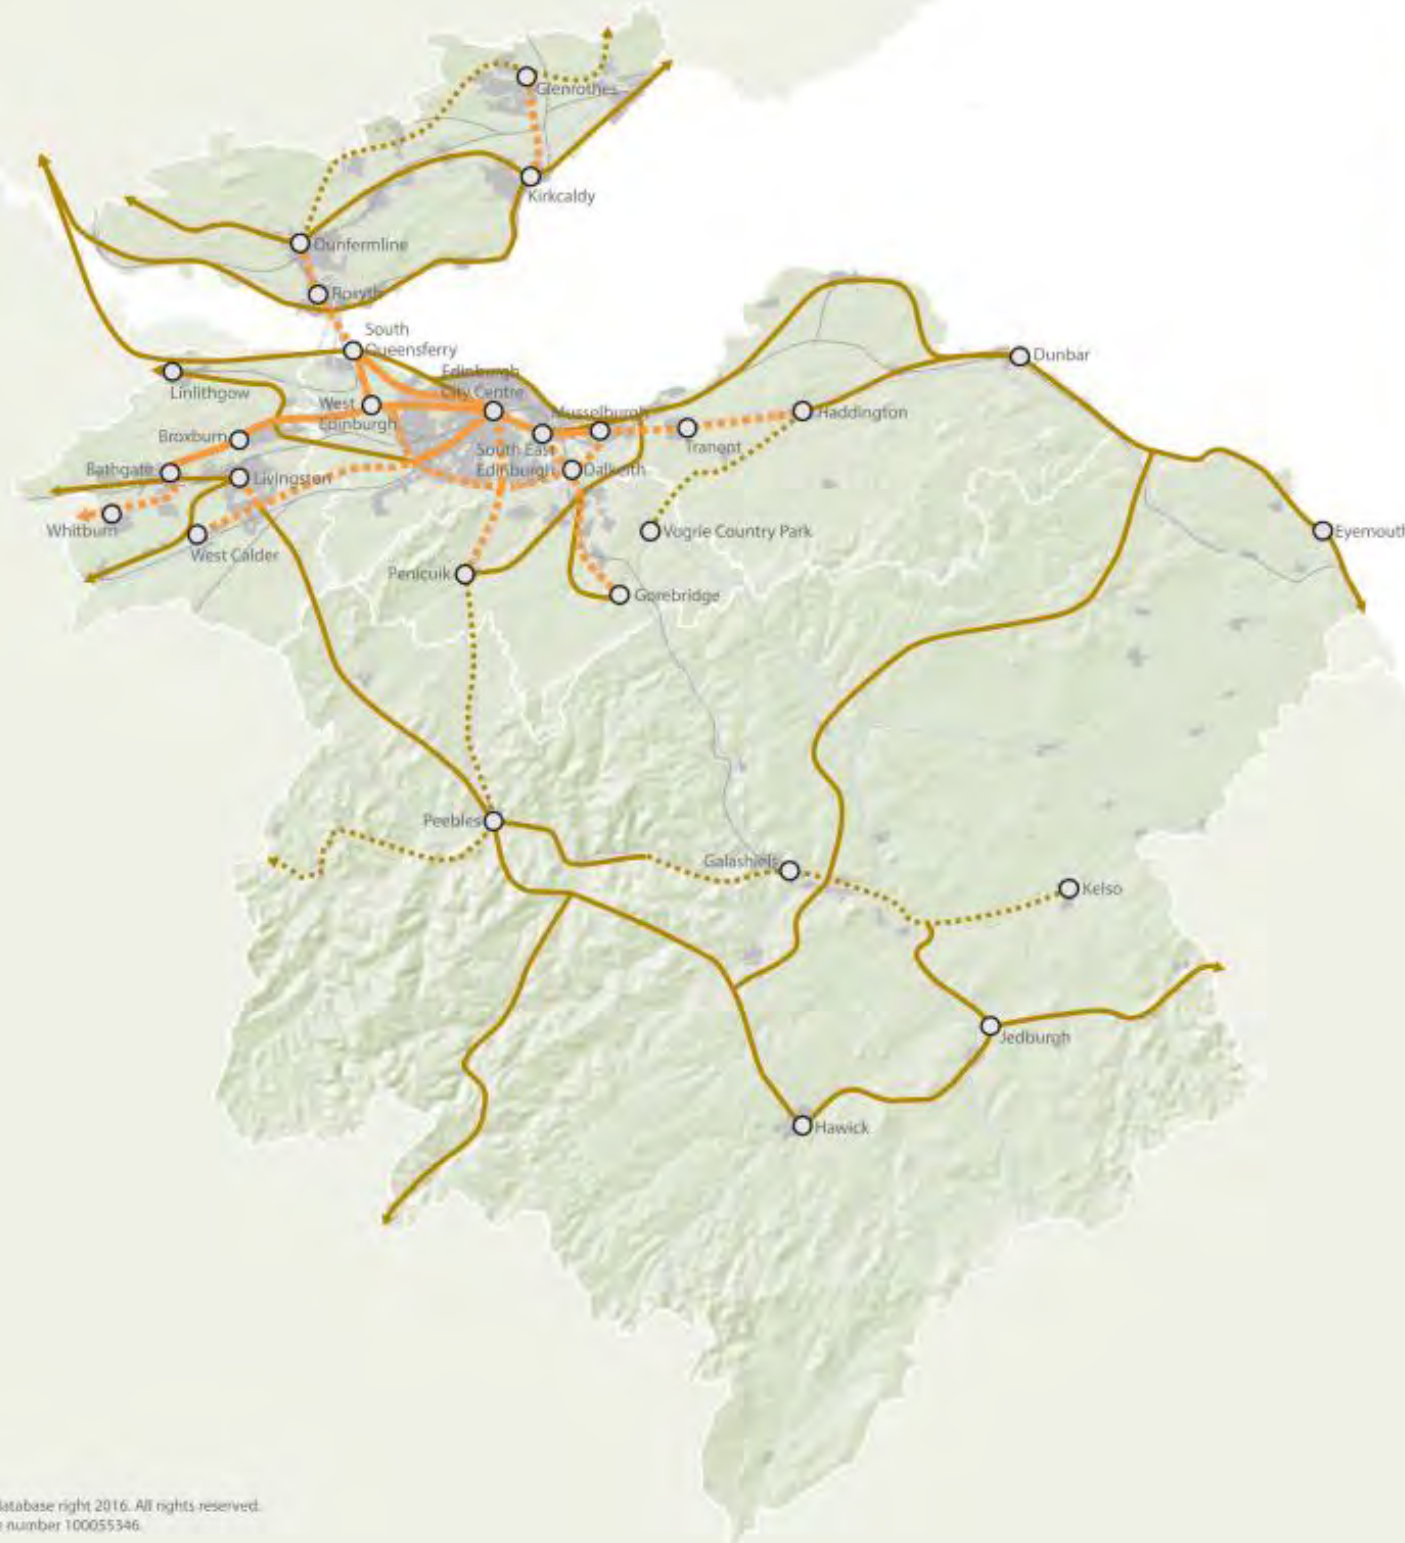 Glenrothes
Kirkcaldy
Dunfermline
Rosyth
South
Queensferry
Edinburgh
City Centre
Linlithgow
West
Edinburgh
Musselburgh
Haddington
Dunbar
Broxburn
Tranent
South East
Edinburgh
Dalkeith
Bathgate
Livingston
Whitburn
West Calder
Vogrie Country Park
Eyemouth
Penicuik
Gorebridge
Peebles
Galashiels
Kelso
Jedburgh
Hawick
database right 2016. All rights reserved.
number 100055346.